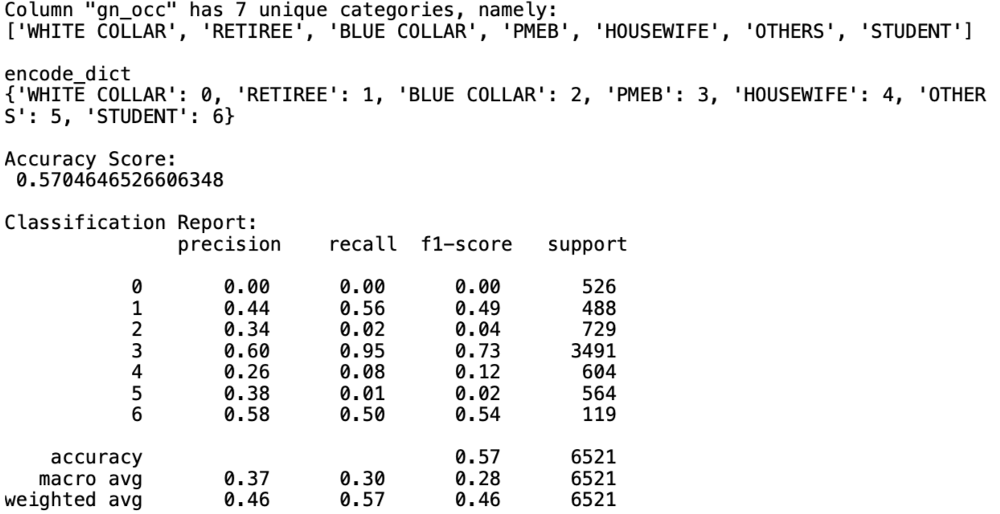 Column "gn_occ" has 7 unique categories, namely:
['WHITE COLLAR', 'RETIREE', 'BLUE COLLAR', 'PMEB', 'HOUSEWIFE', 'OTHERS', 'STUDENT']
encode_dict
{'WHITE COLLAR': 0, 'RETIREE': 1, 'BLUE COLLAR': 2, 'PMEB': 3, 'HOUSEWIFE': 4, 'OTHER
S': 5, 'STUDENT': 6}
Accuracy Score:
0.5704646526606348
Classification Report:
precision recall f1-score support
0 0.00 0.00 0.00 526
1 0.44 0.56 0.49 488
2 0.34 0.02 0.04 729
3 0.60 0.95 0.73 3491
4 0.26 0.08 0.12 604
5 0.38 0.01 0.02 564
6 0.58 0.50 0.54 119
accuracy 0.57 6521
macro avg 0.37 0.30 0.28 6521
weighted avg 0.46 0.57 0.46 6521